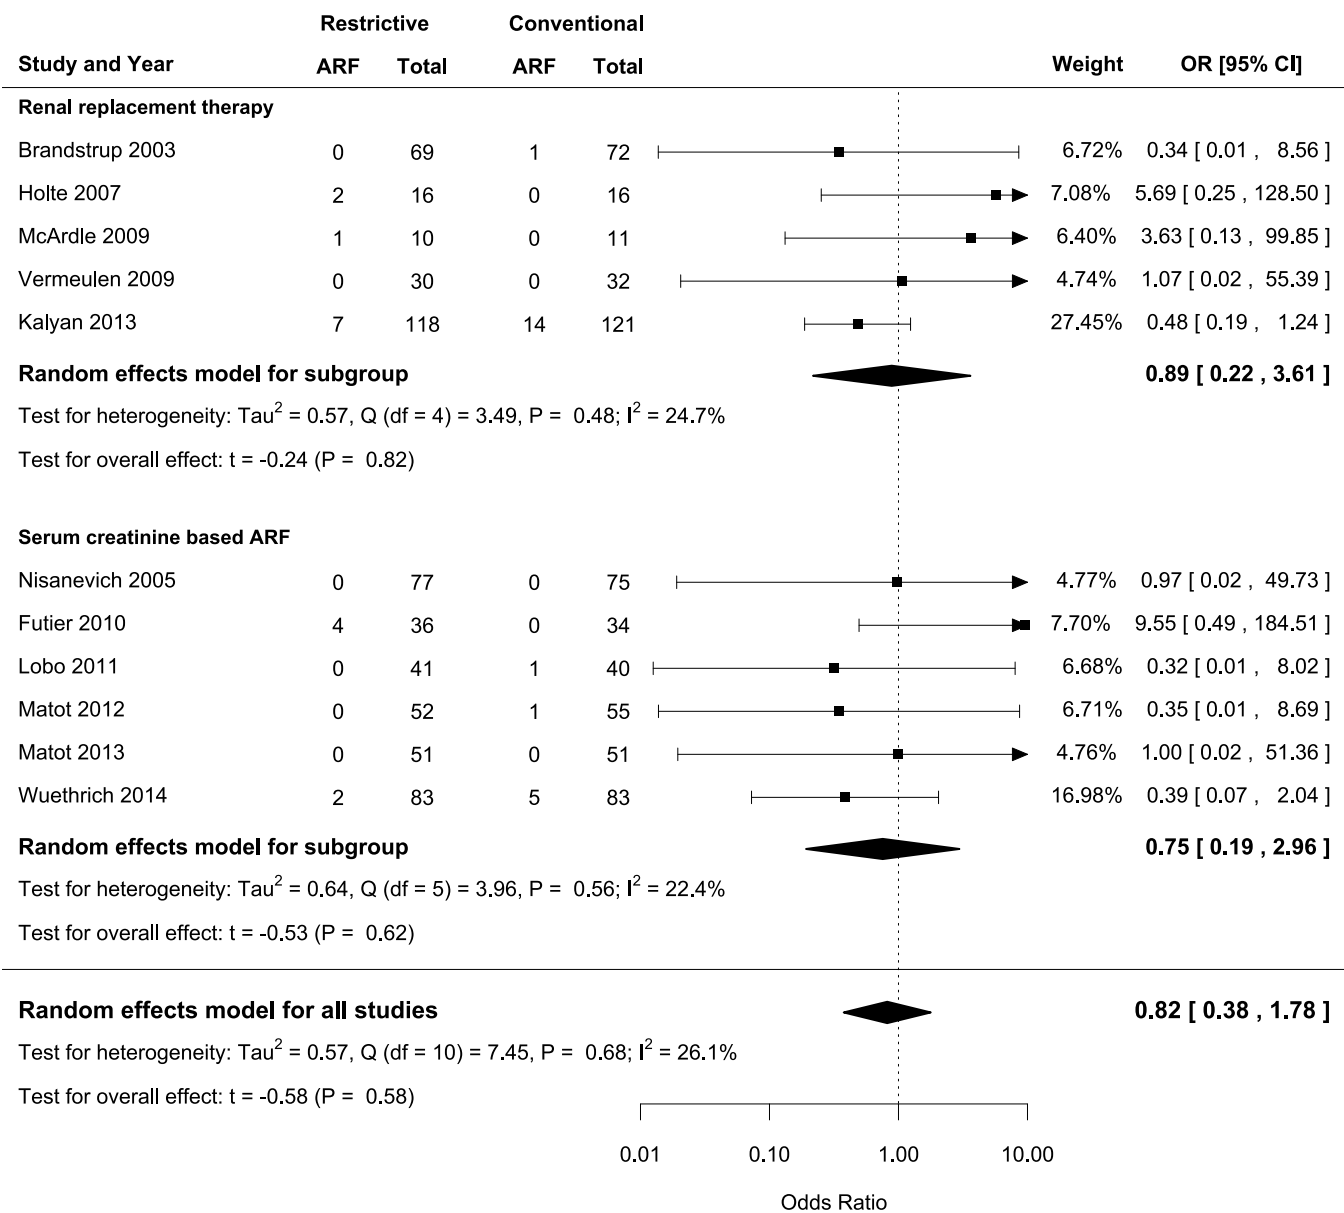 Restrictive Conventional
Study and Year ARF Total ARF Total Weight OR [95% CI]
Renal replacement therapy
Brandstrup 2003 0 69 1 72 6.72% 0.34 [ 0.01 , 8.56 ]
Holte 2007 2 16 0 16 7.08% 5.69 [ 0.25 , 128.50 ]
McArdle 2009 1 10 0 11 6.40% 3.63 [ 0.13 , 99.85 ]
Vermeulen 2009 0 30 0 32 4.74% 1.07 [ 0.02 , 55.39 ]
Kalyan 2013 7 118 14 121 27.45% 0.48 [ 0.19 , 1.24 ]
Random effects model for subgroup 0.89 [ 0.22 , 3.61 ]
Test for heterogeneity: Tau² = 0.57, Q (df = 4) = 3.49, P = 0.48; I² = 24.7%
Test for overall effect: t = -0.24 (P = 0.82)
Serum creatinine based ARF
Nisanevich 2005 0 77 0 75 4.77% 0.97 [ 0.02 , 49.73 ]
Futier 2010 4 36 0 34 7.70% 9.55 [ 0.49 , 184.51 ]
Lobo 2011 0 41 1 40 6.68% 0.32 [ 0.01 , 8.02 ]
Matot 2012 0 52 1 55 6.71% 0.35 [ 0.01 , 8.69 ]
Matot 2013 0 51 0 51 4.76% 1.00 [ 0.02 , 51.36 ]
Wuethrich 2014 2 83 5 83 16.98% 0.39 [ 0.07 , 2.04 ]
Random effects model for subgroup 0.75 [ 0.19 , 2.96 ]
Test for heterogeneity: Tau² = 0.64, Q (df = 5) = 3.96, P = 0.56; I² = 22.4%
Test for overall effect: t = -0.53 (P = 0.62)
Random effects model for all studies 0.82 [ 0.38 , 1.78 ]
Test for heterogeneity: Tau² = 0.57, Q (df = 10) = 7.45, P = 0.68; I² = 26.1%
Test for overall effect: t = -0.58 (P = 0.58)
0.01 0.10 1.00 10.00
Odds Ratio